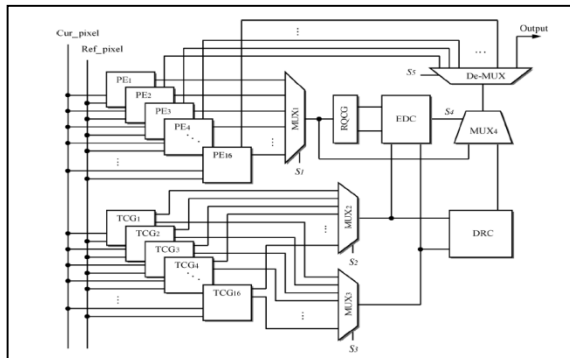 Cur_pixel
Output
Ref_pixel
S5
De-MUX
PE1
PE2
PE3
PE4
PE16
MUX1
S1
RQCG
EDC
S4
MUX4
TCG1
TCG2
TCG3
TCG4
TCG16
MUX2
S2
MUX3
S3
DRC